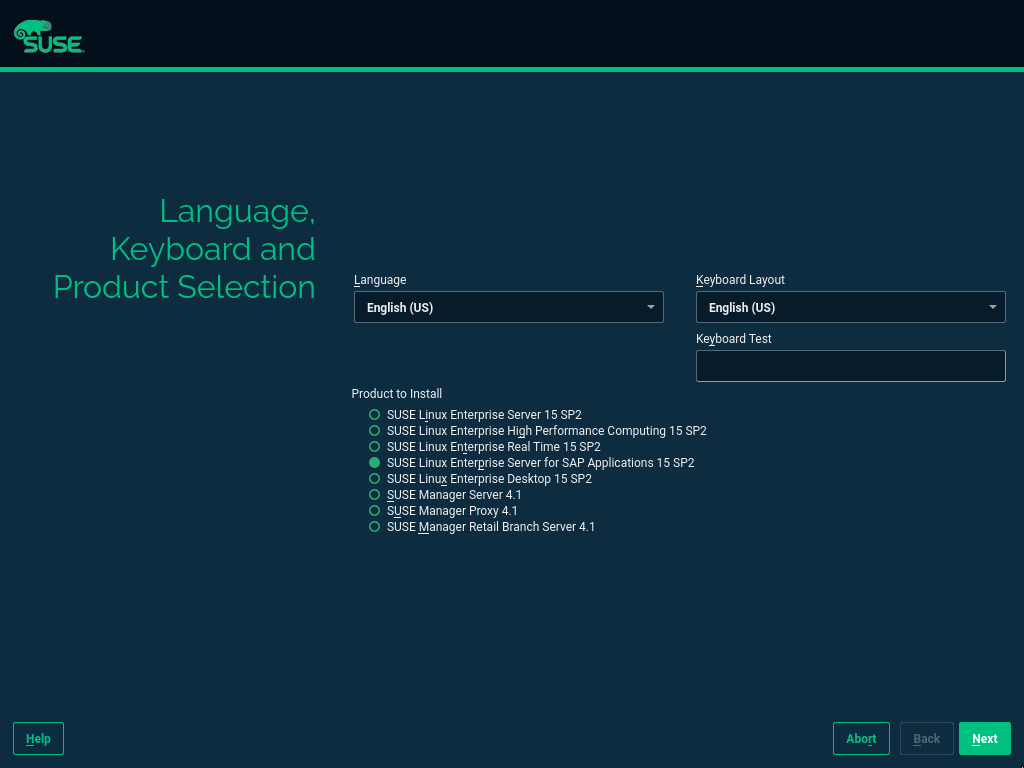 SUSE
Language,
Keyboard and
Product Selection
Language
Keyboard Layout
English (US)
English (US)
Keyboard Test
Product to Install
SUSE Linux Enterprise Server 15 SP2
SUSE Linux Enterprise High Performance Computing 15 SP2
SUSE Linux Enterprise Real Time 15 SP2
SUSE Linux Enterprise Server for SAP Applications 15 SP2
SUSE Linux Enterprise Desktop 15 SP2
SUSE Manager Server 4.1
SUSE Manager Proxy 4.1
SUSE Manager Retail Branch Server 4.1
Help
Abort
Back
Next